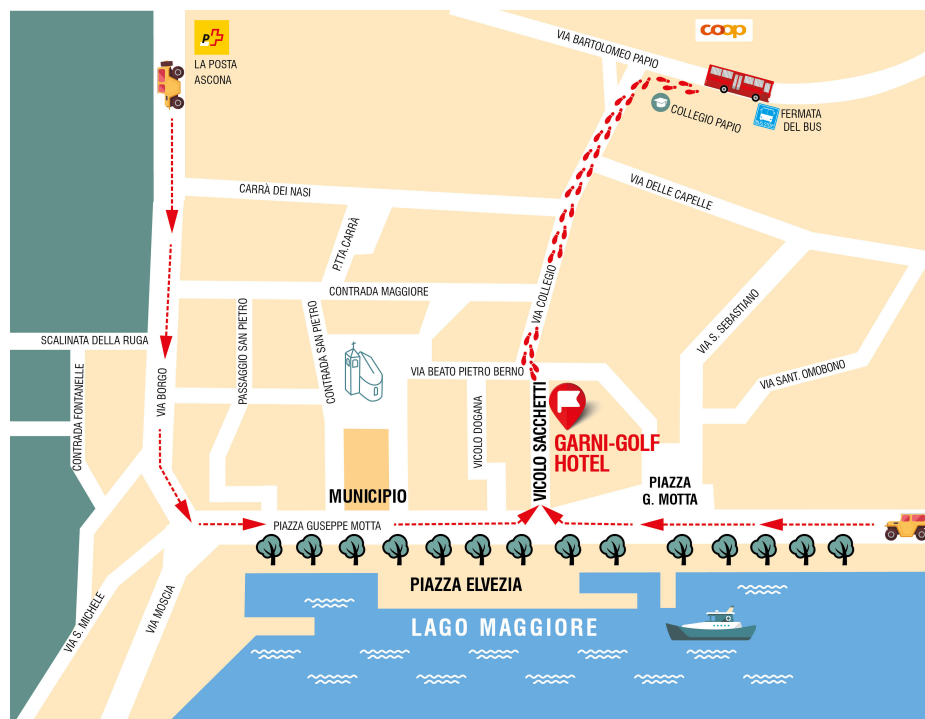 VIA BARTOLOMEO PAPIO
coop
P
LA POSTA
ASCONA
COLLEGIO PAPIO
FERMATA
DEL BUS
CARRÀ DEI NASI
VIA DELLE CAPELLE
P.TTA.CARRÀ
CONTRADA MAGGIORE
VIA COLLEGIO
VIA S. SEBASTIANO
SCALINATA DELLA RUGA
PASSAGGIO SAN PIETRO
CONTRADA SAN PIETRO
VIA BEATO PIETRO BERNO
VIA SANT. OMOBONO
CONTRADA FONTANELLE
VIA BORGO
VICOLO DOGANA
VICOLO SACCHETTI
GARNI-GOLF
HOTEL
MUNICIPIO
PIAZZA
G. MOTTA
PIAZZA GUSEPPE MOTTA
PIAZZA ELVEZIA
VIA S. MICHELE
VIA MOSCIA
LAGO MAGGIORE